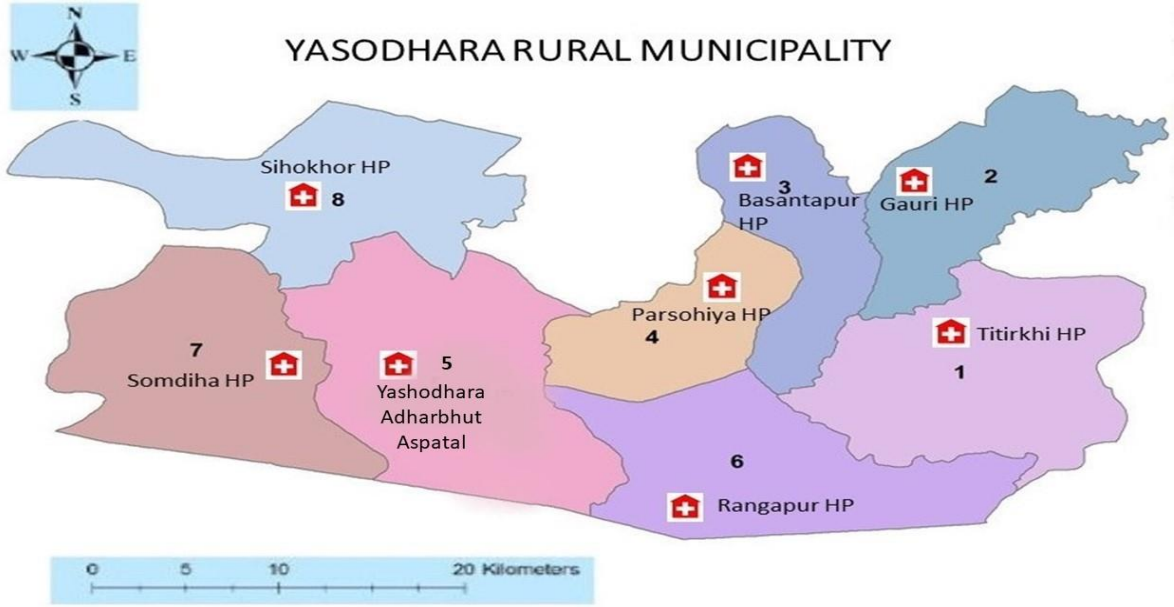 N
W E
S
YASODHARA RURAL MUNICIPALITY
Sihokhor HP
8
3
Basantapur
HP
2
Gauri HP
Parsohiya HP
4
Titirkhi HP
1
7
Somdiha HP
5
Yashodhara
Adharbhut
Aspatal
6
Rangapur HP
0 5 10 20 Kilometers